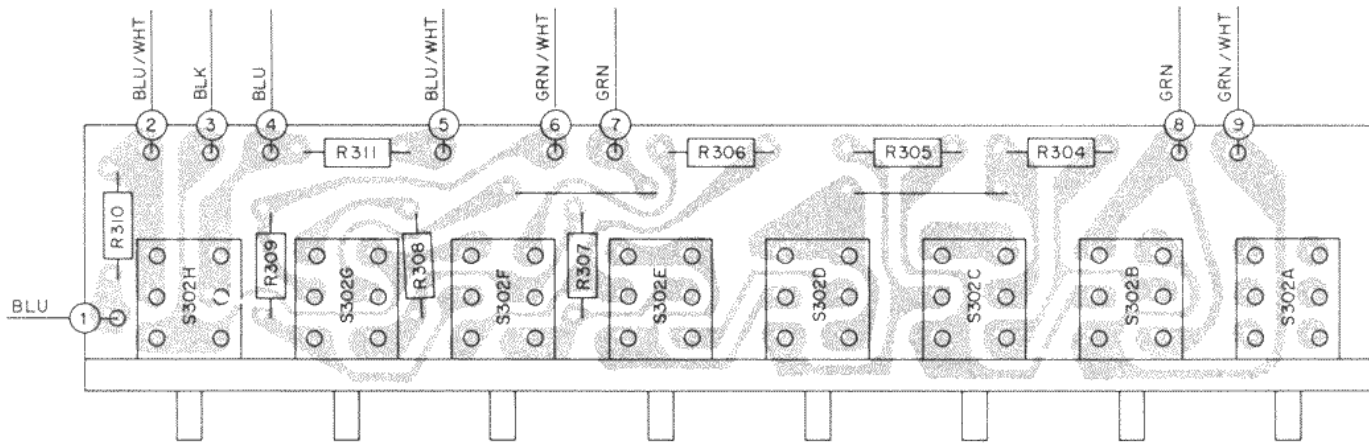 BLU/WHT
BLK
BLU
BLU/WHT
GRN/WHT
GRN
GRN
GRN/WHT
2
3
4
5
6
7
8
9
R311
R306
R305
R304
R310
R309
R308
R307
S302H
S302G
S302F
S302E
S302D
S302C
S302B
S302A
BLU
1